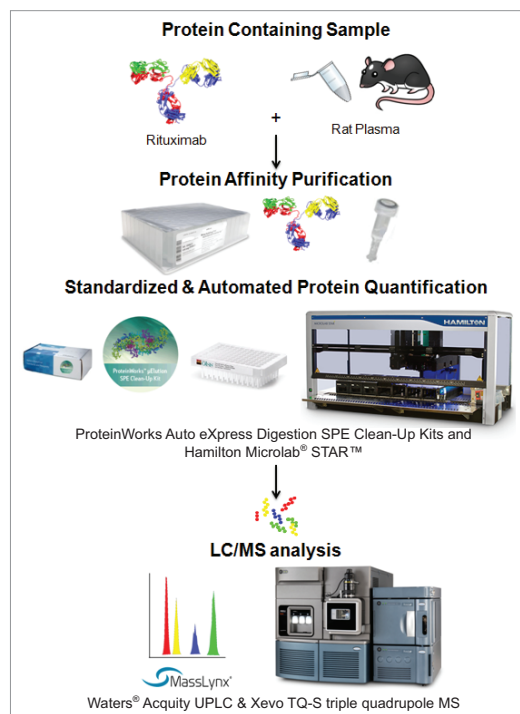 Protein Containing Sample
Rituximab
+
Rat Plasma
Protein Affinity Purification
Standardized & Automated Protein Quantification
HAMILTON
ProteinWorks™ µElution
SPE Clean-Up Kit
ProteinWorks Auto eXpress Digestion SPE Clean-Up Kits and
Hamilton Microlab® STAR™
LC/MS analysis
MassLynx®
Waters® Acquity UPLC & Xevo TQ-S triple quadrupole MS